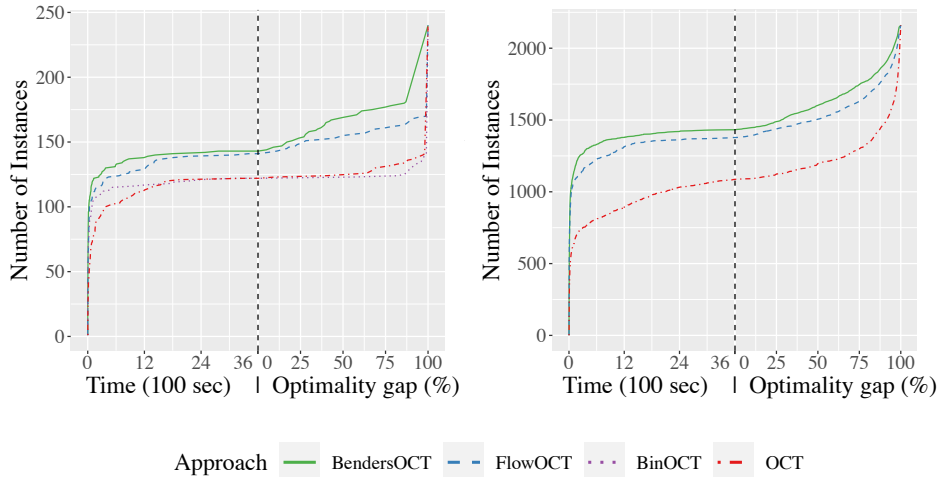 Number of Instances
250
200
150
100
50
0
0 12 24 36 0 25 50 75 100
Time (100 sec) | Optimality gap (%)
Number of Instances
2000
1500
1000
500
0
0 12 24 36 0 25 50 75 100
Time (100 sec) | Optimality gap (%)
Approach BendersOCT FlowOCT BinOCT OCT